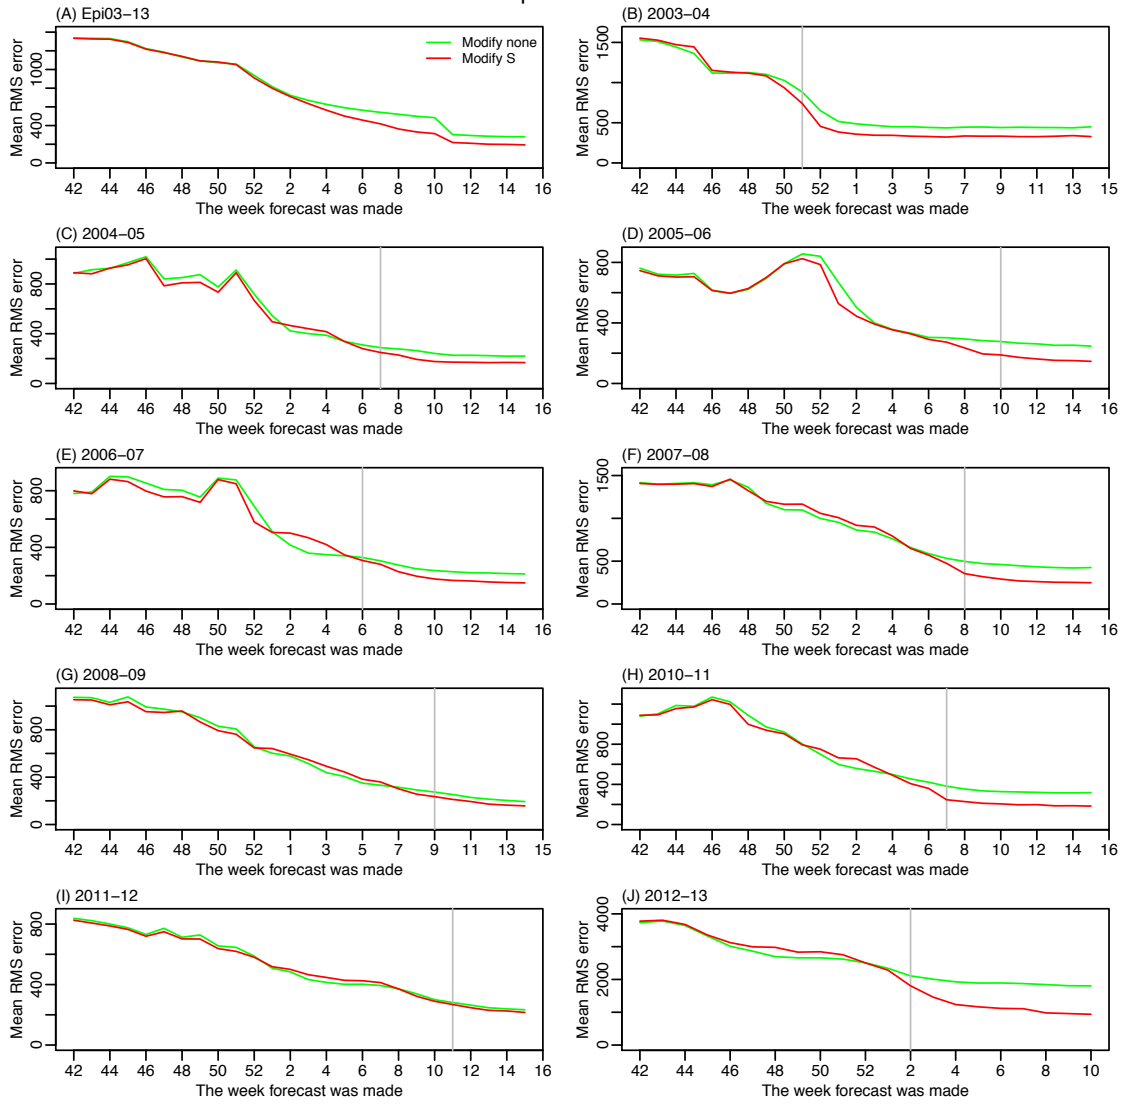 (A) Epi03−13
Mean RMS error
0 400 1000
Modify none
Modify S
42 44 46 48 50 52 2 4 6 8 10 12 14 16
The week forecast was made
(B) 2003−04
Mean RMS error
0 500 1500
42 44 46 48 50 52 1 3 5 7 9 11 13 15
The week forecast was made
(C) 2004−05
Mean RMS error
0 400 800
42 44 46 48 50 52 2 4 6 8 10 12 14 16
The week forecast was made
(D) 2005−06
Mean RMS error
0 400 800
42 44 46 48 50 52 2 4 6 8 10 12 14 16
The week forecast was made
(E) 2006−07
Mean RMS error
0 400 800
42 44 46 48 50 52 2 4 6 8 10 12 14 16
The week forecast was made
(F) 2007−08
Mean RMS error
0 500 1500
42 44 46 48 50 52 2 4 6 8 10 12 14 16
The week forecast was made
(G) 2008−09
Mean RMS error
0 400 800
42 44 46 48 50 52 1 3 5 7 9 11 13 15
The week forecast was made
(H) 2010−11
Mean RMS error
0 400 800
42 44 46 48 50 52 2 4 6 8 10 12 14 16
The week forecast was made
(I) 2011−12
Mean RMS error
0 400 800
42 44 46 48 50 52 2 4 6 8 10 12 14 16
The week forecast was made
(J) 2012−13
Mean RMS error
0 2000 4000
42 44 46 48 50 52 2 4 6 8 10
The week forecast was made